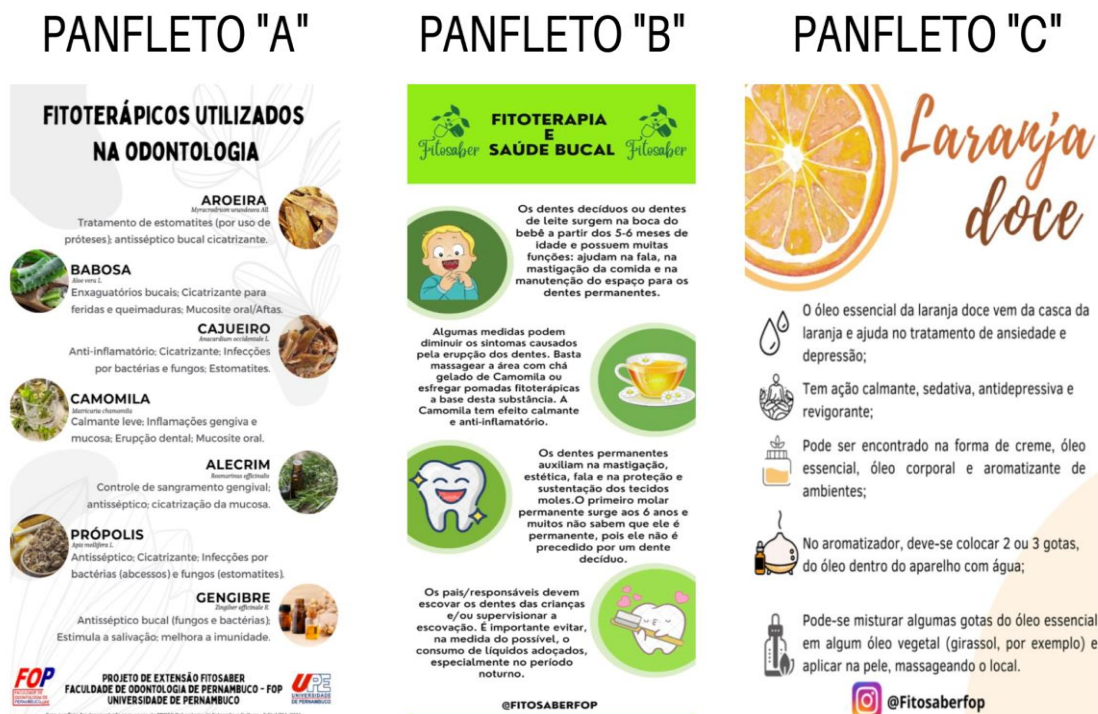 PANFLETO "A"
PANFLETO "B"
PANFLETO "C"
FITOTERÁPICOS UTILIZADOS
NA ODONTOLOGIA
AROEIRA
Tratamento de estomatites (por uso de
próteses); antisséptico bucal cicatrizante.
BABOSA
Aloe vera L.
Enxaguatórios bucais; Cicatrizante para
feridas e queimaduras; Mucosite oral/Aftas.
CAJUEIRO
Anacardium occidentale L.
Anti-inflamatório; Cicatrizante; Infecções
por bactérias e fungos; Estomatites.
CAMOMILA
Matricaria chamomila
Calmante leve; Inflamações gengiva e
mucosa; Erupção dental; Mucosite oral.
ALECRIM
Rosmarinus officinalis
Controle de sangramento gengival;
antisséptico; cicatrização da mucosa.
PRÓPOLIS
Apis mellifera L.
Antisséptico; Cicatrizante; Infecções por
bactérias (abcessos) e fungos (estomatites).
GENGIBRE
Zingiber officinale R.
Antisséptico bucal (fungos e bactérias);
Estimula a salivação; melhora a imunidade.
FOP
FACULDADE DE
ODONTOLOGIA DE
PERNAMBUCO
PROJETO DE EXTENSÃO FITOSABER
FACULDADE DE ODONTOLOGIA DE PERNAMBUCO - FOP
UNIVERSIDADE DE PERNAMBUCO
UPE
UNIVERSIDADE
DE PERNAMBUCO
Fitosaber
FITOTERAPIA
E
SAÚDE BUCAL
Fitosaber
Os dentes decíduos ou dentes
de leite surgem na boca do
bebê a partir dos 5-6 meses de
idade e possuem muitas
funções: ajudam na fala, na
mastigação da comida e na
manutenção do espaço para os
dentes permanentes.
Algumas medidas podem
diminuir os sintomas causados
pela erupção dos dentes. Basta
massagear a área com chá
gelado de Camomila ou
esfregar pomadas fitoterápicas
a base desta substância. A
Camomila tem efeito calmante
e anti-inflamatório.
Os dentes permanentes
auxiliam na mastigação,
estética, fala e na proteção e
sustentação dos tecidos
moles.O primeiro molar
permanente surge aos 6 anos e
muitos não sabem que ele é
permanente, pois ele não é
precedido por um dente
decíduo.
Os pais/responsáveis devem
escovar os dentes das crianças
e/ou supervisionar a
escovação. É importante evitar,
na medida do possível, o
consumo de líquidos adoçados,
especialmente no período
noturno.
@FITOSABERFOP
Laranja
doce
O óleo essencial da laranja doce vem da casca da
laranja e ajuda no tratamento de ansiedade e
depressão;
Tem ação calmante, sedativa, antidepressiva e
revigorante;
Pode ser encontrado na forma de creme, óleo
essencial, óleo corporal e aromatizante de
ambientes;
No aromatizador, deve-se colocar 2 ou 3 gotas,
do óleo dentro do aparelho com água;
Pode-se misturar algumas gotas do óleo essencial
em algum óleo vegetal (girassol, por exemplo) e
aplicar na pele, massageando o local.
@Fitosaberfop